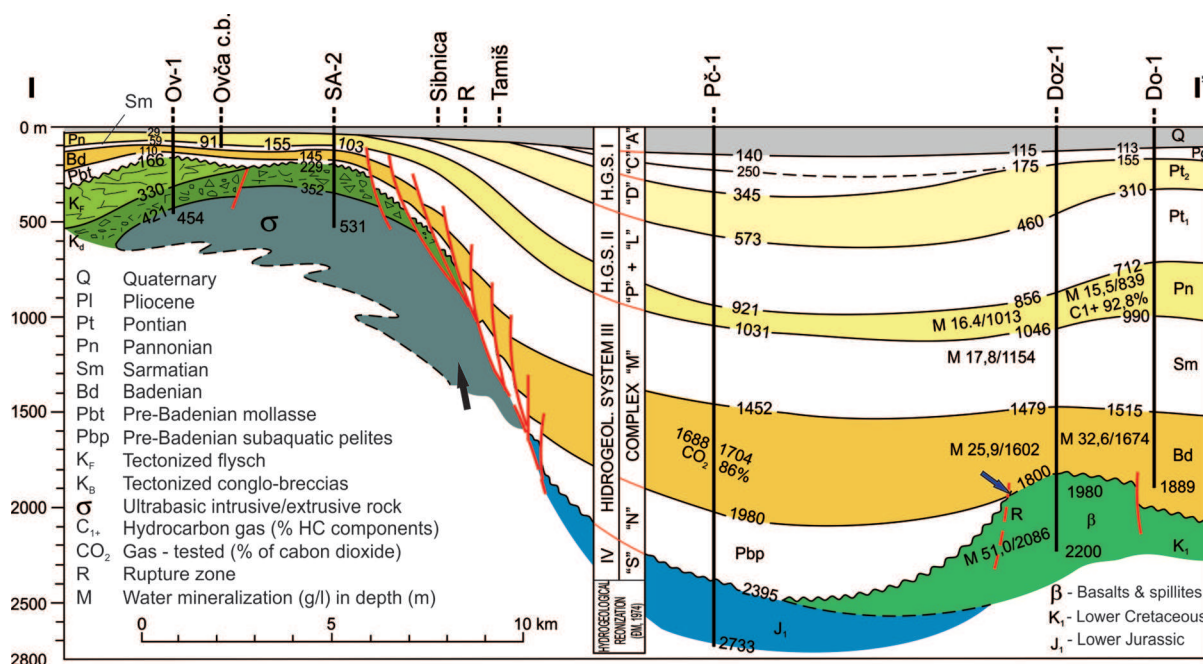 I
Sm
Ov-1
Ovča c.b.
SA-2
Sibnica
R
Tamiš
Pč-1
Doz-1
Do-1
I'
0 m
500
1000
1500
2000
2500
2800
Pn
Bd
Pbt
K_F
K_d
29
59
110
166
330
421
454
91
155
103
145
229
352
531
σ
H.G.S. I
H.G.S. II
HIDROGEOL. SYSTEM III
IV
"A"
"C"
"D"
"L"
"P" +
COMPLEX "M"
"N"
"S"
HYDROGEOLOGICAL
REONIZATION
(ĐM, 1974)
140
250
345
573
921
1031
1452
1688 1704
CO₂ 86%
1980
Pbp
2395
J₁
2733
115
175
460
856
1046
1479
1800
1980
2200
113
155
310
712
990
1515
1889
M 15,5/839
C1+ 92,8%
M 16.4/1013
M 17,8/1154
M 25,9/1602
M 32,6/1674
M 51,0/2086
R
β
Q
Pt₂
Pt₁
Pn
Sm
Bd
K₁
Q Quaternary
Pl Pliocene
Pt Pontian
Pn Pannonian
Sm Sarmatian
Bd Badenian
Pbt Pre-Badenian mollasse
Pbp Pre-Badenian subaquatic pelites
K_F Tectonized flysch
K_B Tectonized conglo-breccias
σ Ultrabasic intrusive/extrusive rock
C₁₊ Hydrocarbon gas (% HC components)
CO₂ Gas - tested (% of cabon dioxide)
R Rupture zone
M Water mineralization (g/l) in depth (m)
0 5 10 km
β - Basalts & spillites
K₁ - Lower Cretaceous
J₁ - Lower Jurassic